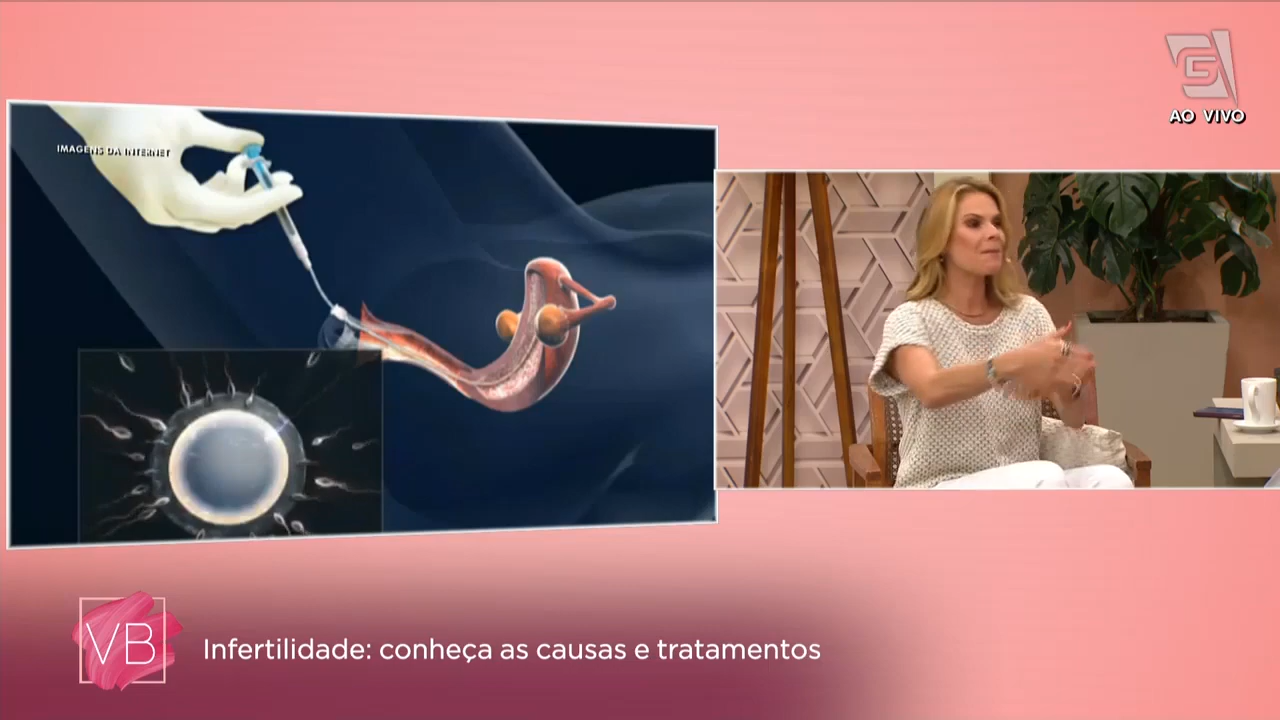 AO VIVO
IMAGENS DA INTERNET
VB
Infertilidade: conheça as causas e tratamentos